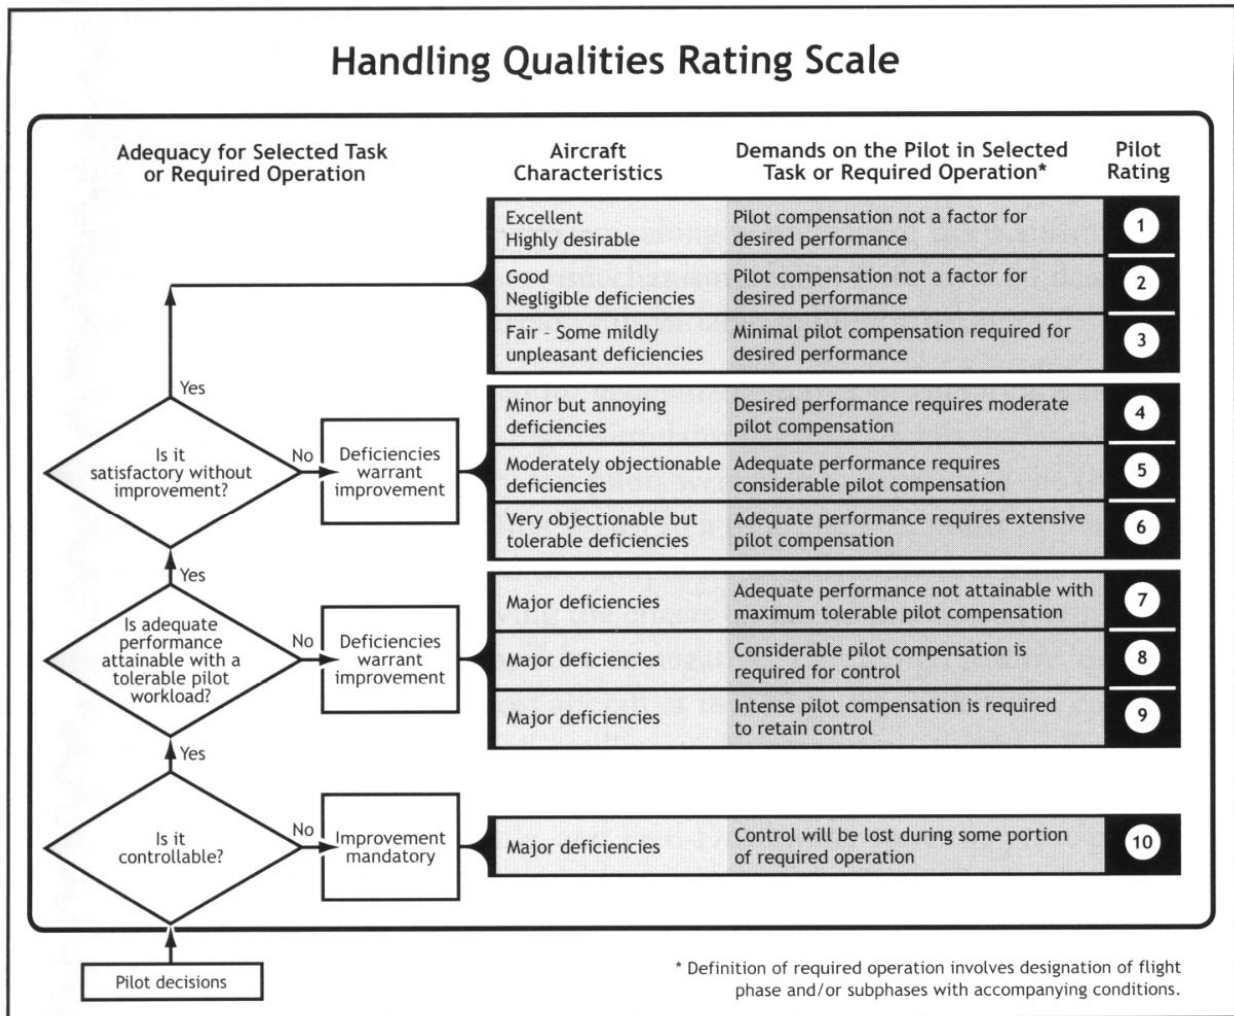 Handling Qualities Rating Scale
Adequacy for Selected Task
or Required Operation
Aircraft
Characteristics
Demands on the Pilot in Selected
Task or Required Operation*
Pilot
Rating
Excellent
Highly desirable
Pilot compensation not a factor for
desired performance
1
Good
Negligible deficiencies
Pilot compensation not a factor for
desired performance
2
Fair – Some mildly
unpleasant deficiencies
Minimal pilot compensation required for
desired performance
3
Yes
Is it
satisfactory without
improvement?
No
Deficiencies
warrant
improvement
Minor but annoying
deficiencies
Desired performance requires moderate
pilot compensation
4
Moderately objectionable
deficiencies
Adequate performance requires
considerable pilot compensation
5
Very objectionable but
tolerable deficiencies
Adequate performance requires extensive
pilot compensation
6
Yes
Is adequate
performance
attainable with a
tolerable pilot
workload?
No
Deficiencies
warrant
improvement
Major deficiencies
Adequate performance not attainable with
maximum tolerable pilot compensation
7
Major deficiencies
Considerable pilot compensation is
required for control
8
Major deficiencies
Intense pilot compensation is required
to retain control
9
Yes
Is it
controllable?
No
Improvement
mandatory
Major deficiencies
Control will be lost during some portion
of required operation
10
Pilot decisions
* Definition of required operation involves designation of flight
phase and/or subphases with accompanying conditions.